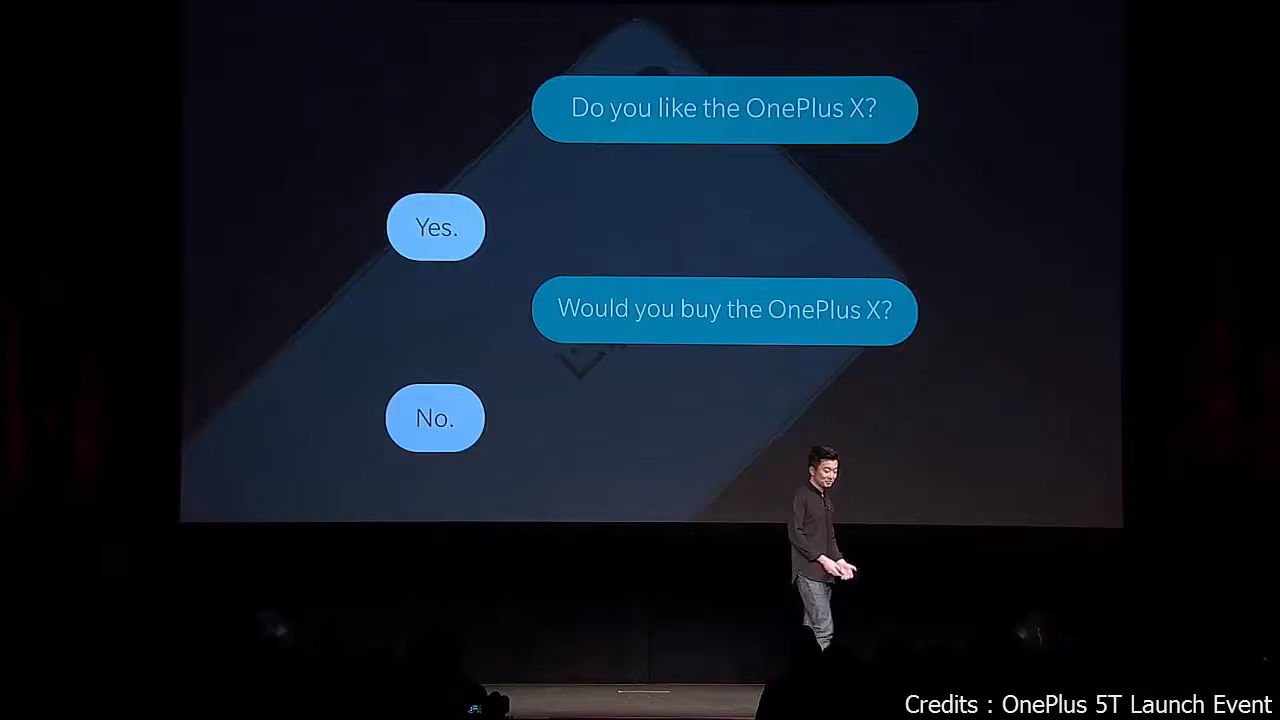 Do you like the OnePlus X?
Yes.
Would you buy the OnePlus X?
No.
Credits : OnePlus 5T Launch Event